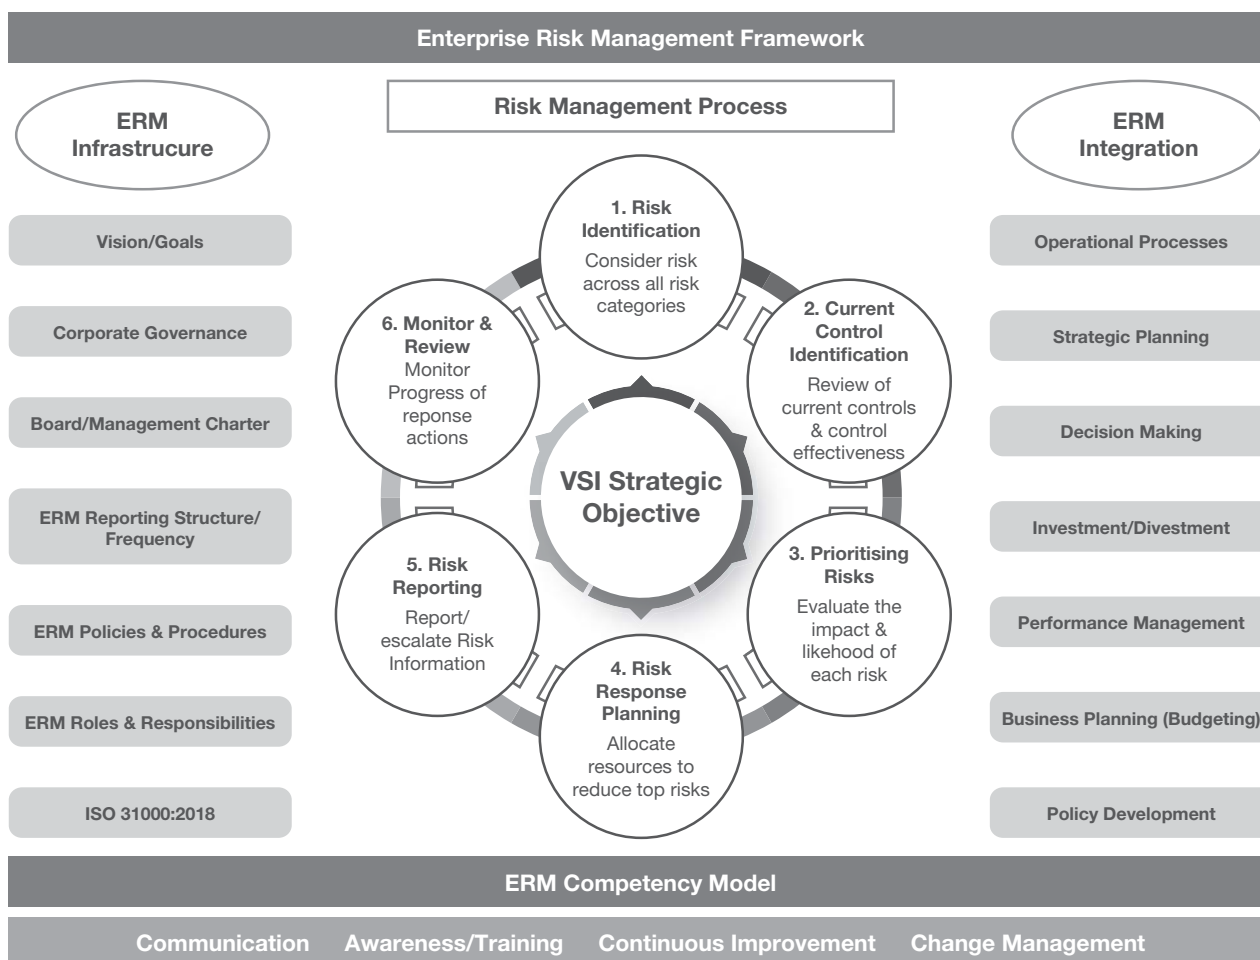 Enterprise Risk Management Framework
ERM
Infrastrucure
Vision/Goals
Corporate Governance
Board/Management Charter
ERM Reporting Structure/
Frequency
ERM Policies & Procedures
ERM Roles & Responsibilities
ISO 31000:2018
Risk Management Process
1. Risk
Identification
Consider risk
across all risk
categories
2. Current
Control
Identification
Review of
current controls
& control
effectiveness
3. Prioritising
Risks
Evaluate the
impact &
likehood of
each risk
4. Risk
Response
Planning
Allocate
resources to
reduce top risks
5. Risk
Reporting
Report/
escalate Risk
Information
6. Monitor &
Review
Monitor
Progress of
reponse
actions
VSI Strategic
Objective
ERM
Integration
Operational Processes
Strategic Planning
Decision Making
Investment/Divestment
Performance Management
Business Planning (Budgeting)
Policy Development
ERM Competency Model
Communication Awareness/Training Continuous Improvement Change Management